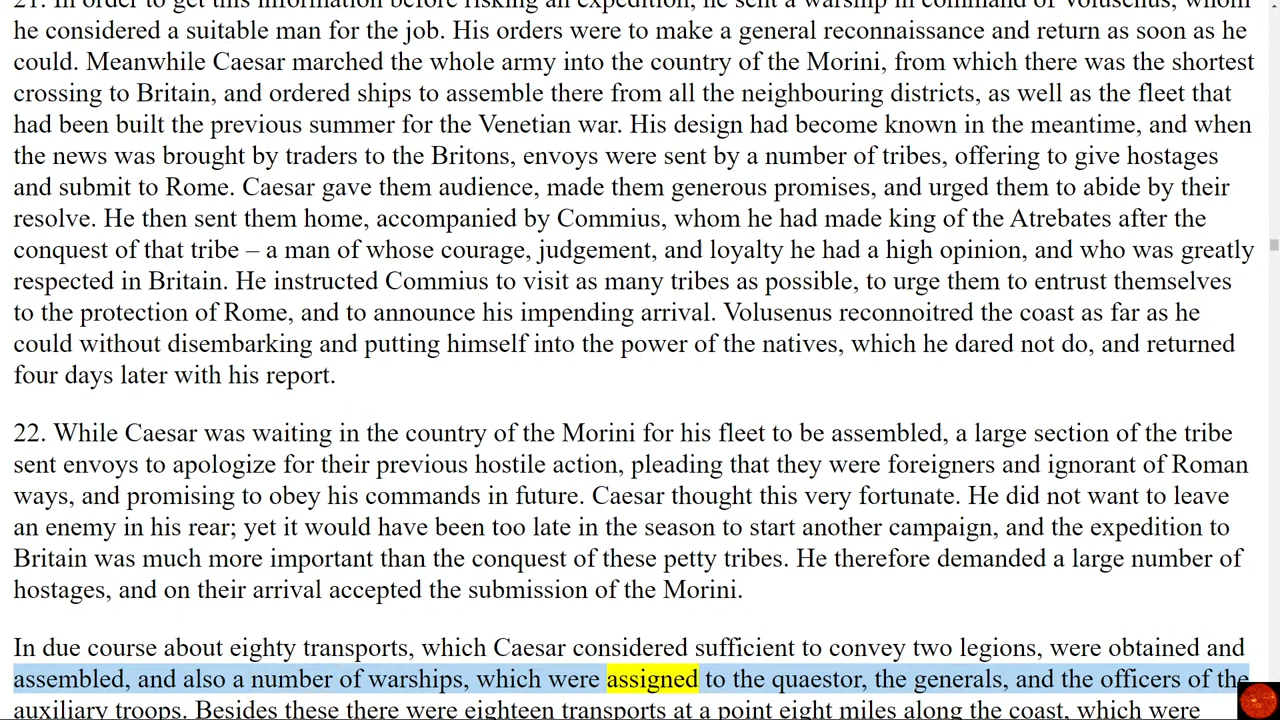 21. In order to get this information before risking an expedition, he sent a warship in command of Volusenus, whom
he considered a suitable man for the job. His orders were to make a general reconnaissance and return as soon as he
could. Meanwhile Caesar marched the whole army into the country of the Morini, from which there was the shortest
crossing to Britain, and ordered ships to assemble there from all the neighbouring districts, as well as the fleet that
had been built the previous summer for the Venetian war. His design had become known in the meantime, and when
the news was brought by traders to the Britons, envoys were sent by a number of tribes, offering to give hostages
and submit to Rome. Caesar gave them audience, made them generous promises, and urged them to abide by their
resolve. He then sent them home, accompanied by Commius, whom he had made king of the Atrebates after the
conquest of that tribe – a man of whose courage, judgement, and loyalty he had a high opinion, and who was greatly
respected in Britain. He instructed Commius to visit as many tribes as possible, to urge them to entrust themselves
to the protection of Rome, and to announce his impending arrival. Volusenus reconnoitred the coast as far as he
could without disembarking and putting himself into the power of the natives, which he dared not do, and returned
four days later with his report.
22. While Caesar was waiting in the country of the Morini for his fleet to be assembled, a large section of the tribe
sent envoys to apologize for their previous hostile action, pleading that they were foreigners and ignorant of Roman
ways, and promising to obey his commands in future. Caesar thought this very fortunate. He did not want to leave
an enemy in his rear; yet it would have been too late in the season to start another campaign, and the expedition to
Britain was much more important than the conquest of these petty tribes. He therefore demanded a large number of
hostages, and on their arrival accepted the submission of the Morini.
In due course about eighty transports, which Caesar considered sufficient to convey two legions, were obtained and
assembled, and also a number of warships, which were assigned to the quaestor, the generals, and the officers of the
auxiliary troops. Besides these there were eighteen transports at a point eight miles along the coast, which were